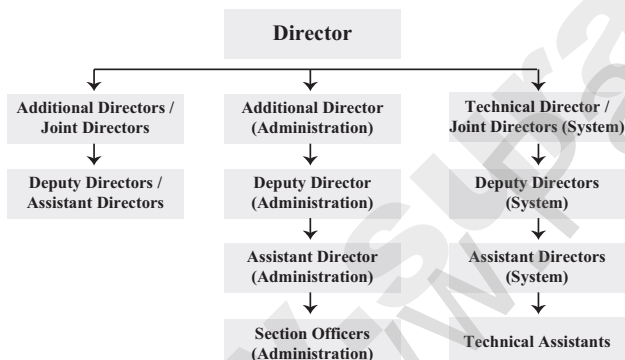 Director
Additional Directors /
Joint Directors
Additional Director
(Administration)
Technical Director /
Joint Directors (System)
Deputy Directors /
Assistant Directors
Deputy Director
(Administration)
Deputy Directors
(System)
Assistant Director
(Administration)
Assistant Directors
(System)
Section Officers
(Administration)
Technical Assistants